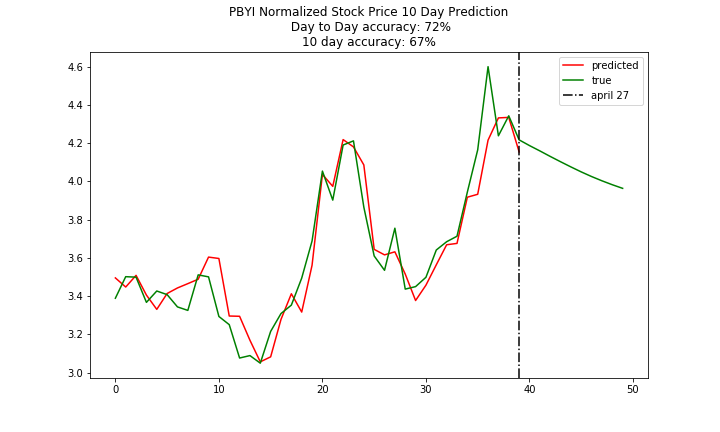 PBYI Normalized Stock Price 10 Day Prediction
Day to Day accuracy: 72%
10 day accuracy: 67%
predicted
true
april 27
4.6
4.4
4.2
4.0
3.8
3.6
3.4
3.2
3.0
0
10
20
30
40
50